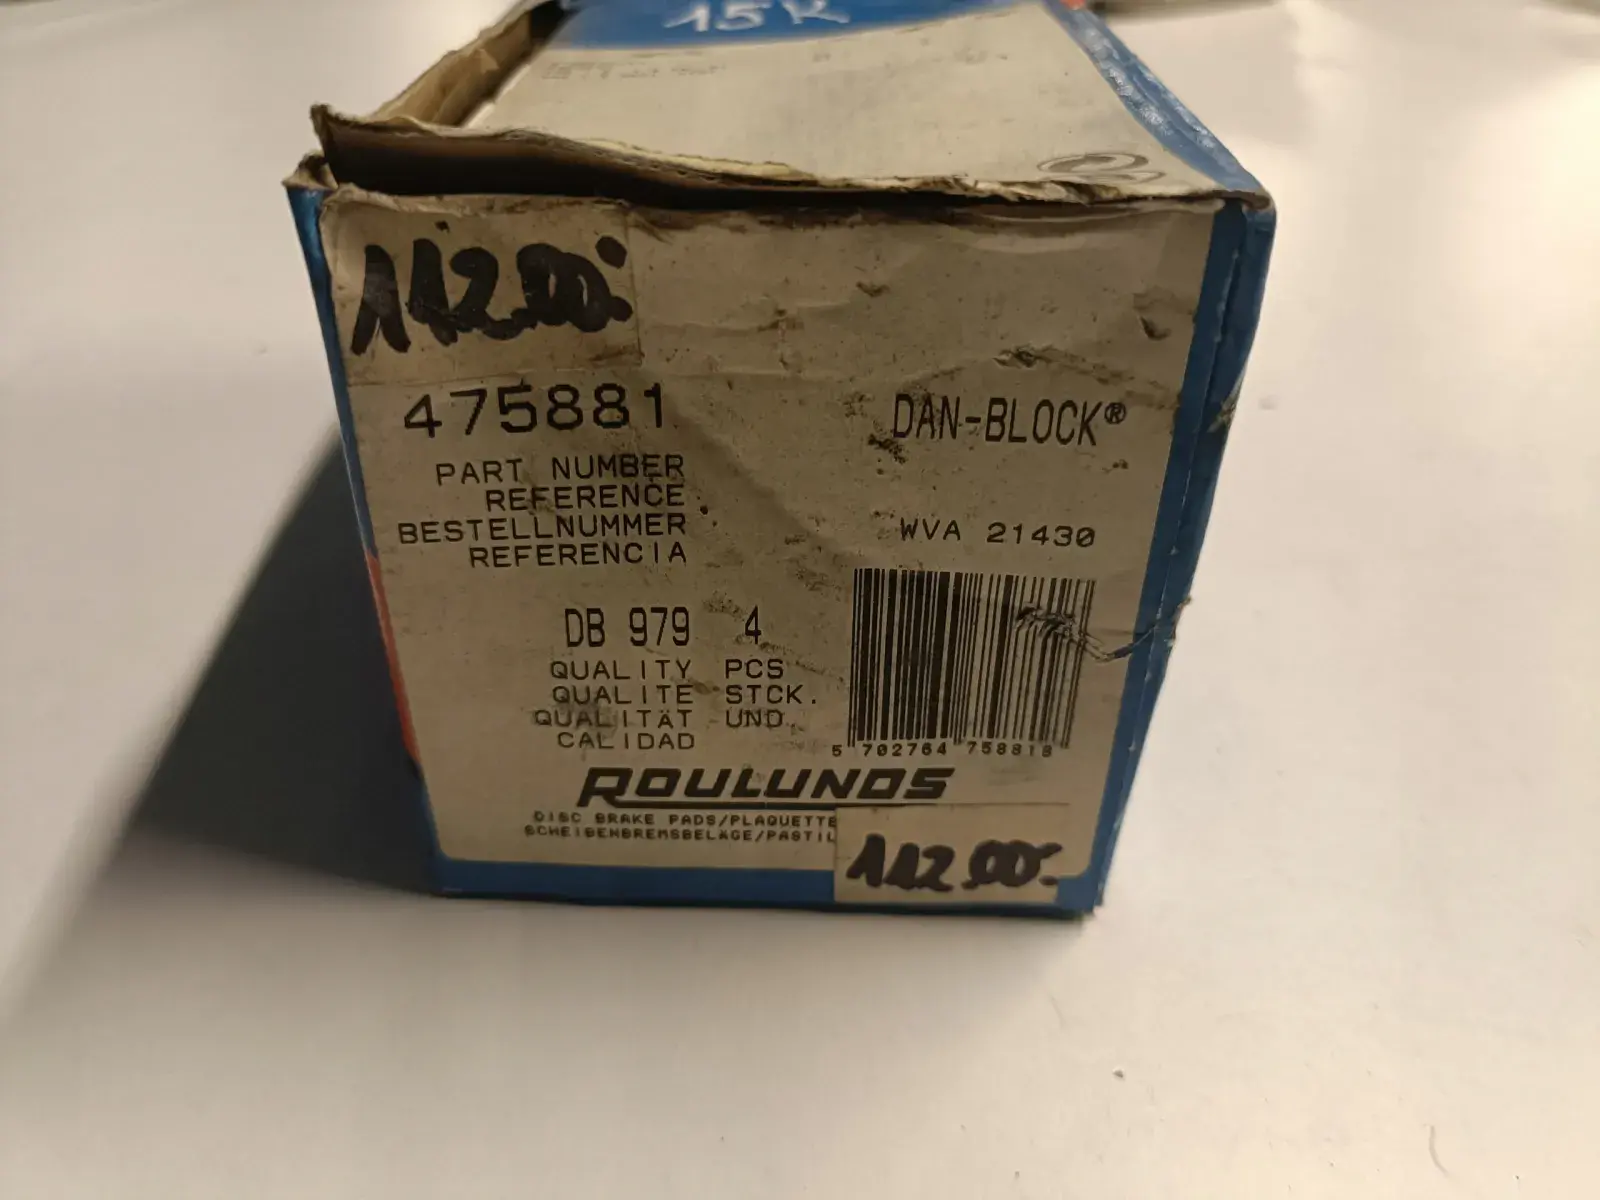 15K
112.00.-
475881
PART NUMBER
REFERENCE
BESTELLNUMMER
REFERENCIA
DAN-BLOCK®
WVA 21430
DB 979 4
QUALITY PCS
QUALITE STCK.
QUALITÄT UND.
CALIDAD
5 702764 758818
ROULUNDS
DISC BRAKE PADS/PLAQUETTE
SCHEIBENBREMSBELÄGE/PASTIL
112.00.-